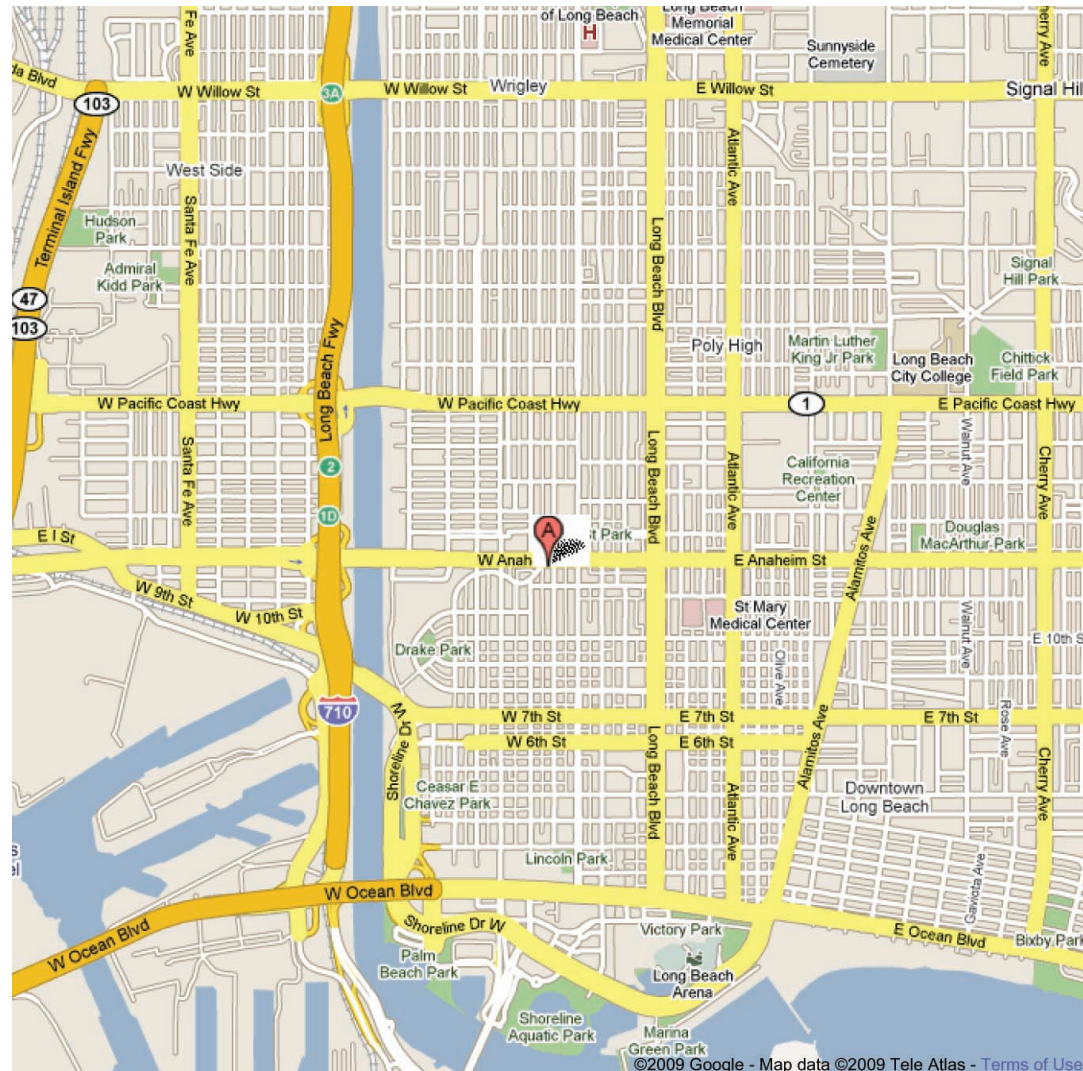 of Long Beach
Long Beach
Memorial
Medical Center
Fe Ave
Cherry Ave
Sunnyside
Cemetery
da Blvd
103
W Willow St
3A
W Willow St
Wrigley
E Willow St
Signal Hill
Terminal Island Fwy
West Side
Atlantic Ave
Santa Fe Ave
Hudson
Park
Long Beach Blvd
Admiral
Kidd Park
Signal
Hill Park
47
103
Long Beach Fwy
Poly High
Martin Luther
King Jr Park
Long Beach
City College
Chittick
Field Park
W Pacific Coast Hwy
W Pacific Coast Hwy
1
E Pacific Coast Hwy
Santa Fe Ave
Long Beach Blvd
Atlantic Ave
Walnut Ave
Cherry Ave
2
California
Recreation
Center
1D
A
st Park
Alamitos Ave
Douglas
MacArthur Park
E I St
W Anah
E Anaheim St
W 9th St
W 10th St
St Mary
Medical Center
Walnut Ave
Drake Park
Olive Ave
E 10th S
710
W
Shoreline Dr
W 7th St
E 7th St
E 7th St
Rose Ave
W 6th St
E 6th St
Long Beach Blvd
Atlantic Ave
Alamitos Ave
Cherry Ave
Ceasar E
Chavez Park
Downtown
Long Beach
Lincoln Park
Gaviota Ave
s
el
W Ocean Blvd
W Ocean Blvd
Shoreline Dr W
Victory Park
E Ocean Blvd
Bixby Park
Palm
Beach Park
Long Beach
Arena
Shoreline
Aquatic Park
Marina
Green Park
©2009 Google - Map data ©2009 Tele Atlas - Terms of Use